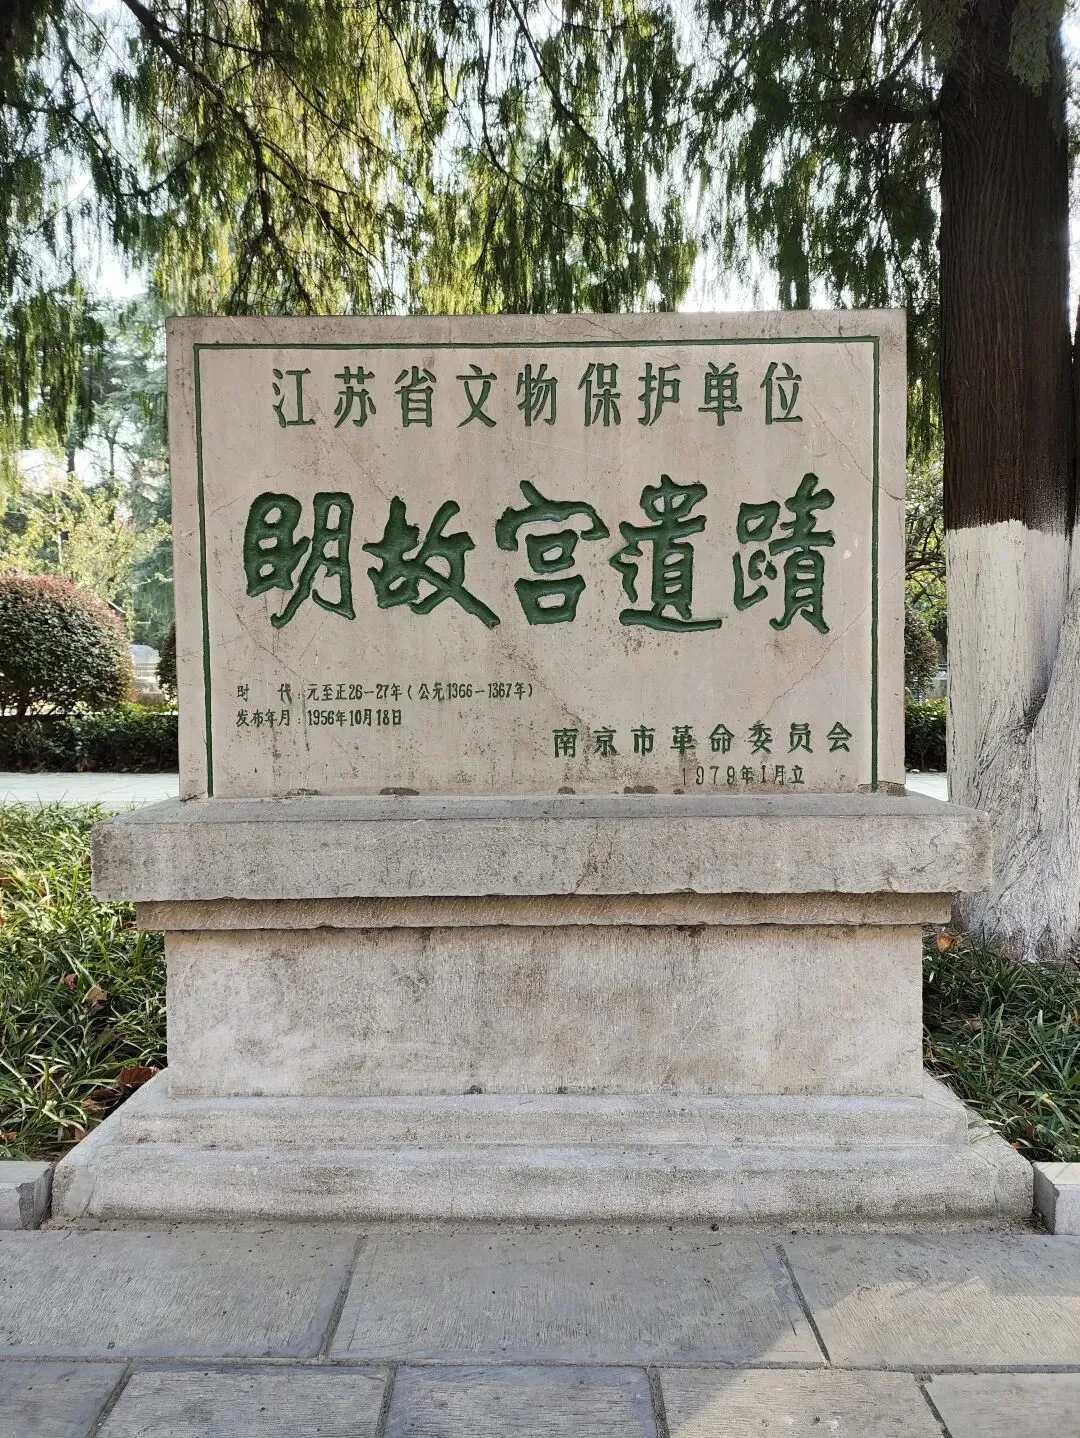 江苏省文物保护单位
明故宫遺蹟
时　代：元至正26—27年（公元1366—1367年）
发布年月：1956年10月18日
南京市革命委员会
1979年1月立